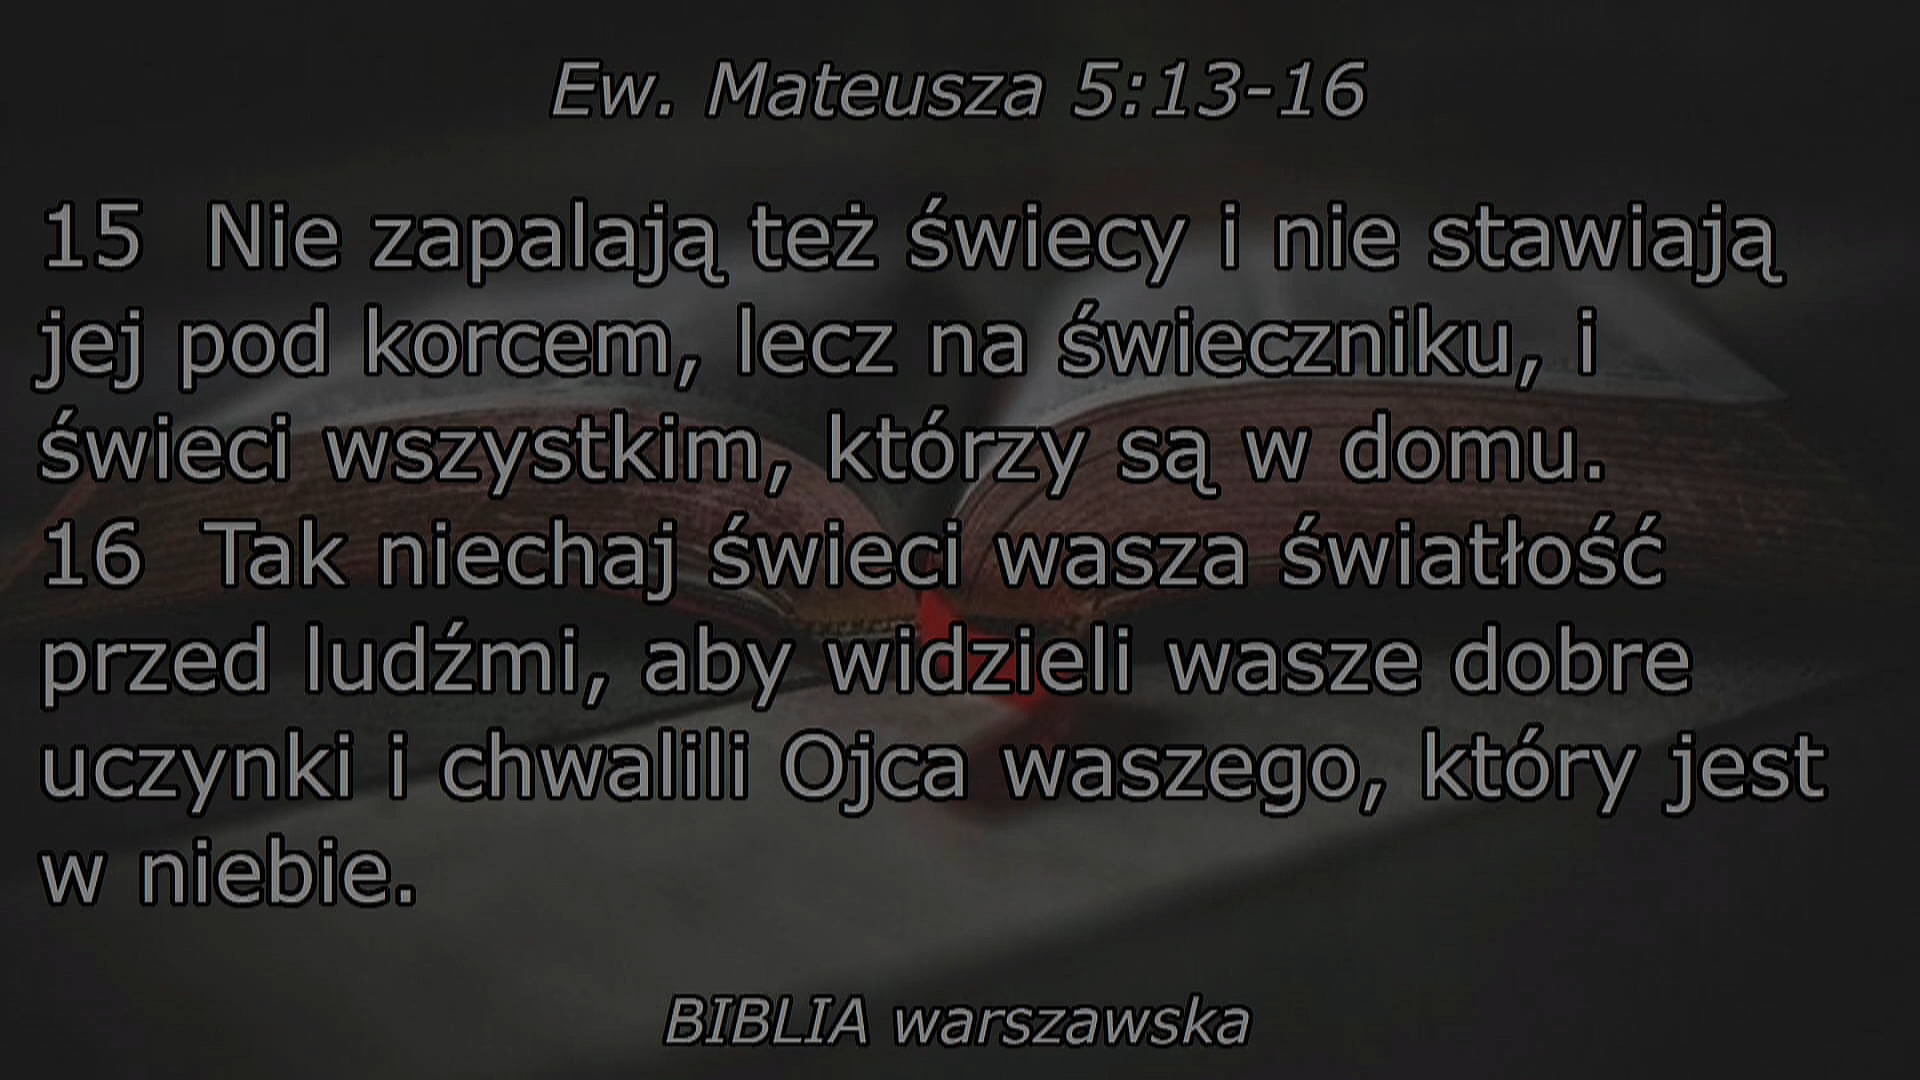 Ew. Mateusza 5:13-16
15 Nie zapalają też świecy i nie stawiają
jej pod korcem, lecz na świeczniku, i
świeci wszystkim, którzy są w domu.
16 Tak niechaj świeci wasza światłość
przed ludźmi, aby widzieli wasze dobre
uczynki i chwalili Ojca waszego, który jest
w niebie.
BIBLIA warszawska